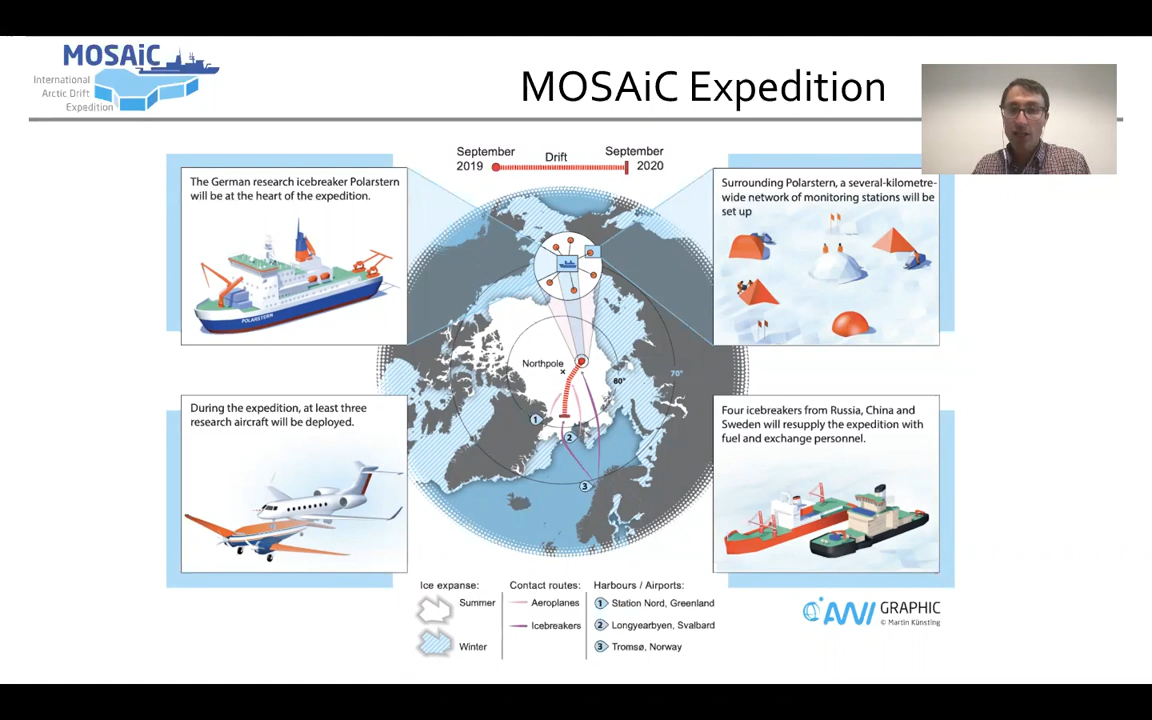 MOSAiC
International
Arctic Drift
Expedition
MOSAiC Expedition
September
2019
Drift
September
2020
The German research icebreaker Polarstern
will be at the heart of the expedition.
POLARSTERN
Surrounding Polarstern, a several-kilometre-
wide network of monitoring stations will be
set up
Northpole
80°
70°
1
2
3
During the expedition, at least three
research aircraft will be deployed.
Four icebreakers from Russia, China and
Sweden will resupply the expedition with
fuel and exchange personnel.
Ice expanse:
Summer
Winter
Contact routes:
Aeroplanes
Icebreakers
Harbours / Airports:
1 Station Nord, Greenland
2 Longyearbyen, Svalbard
3 Tromsø, Norway
AWI GRAPHIC
© Martin Künsting